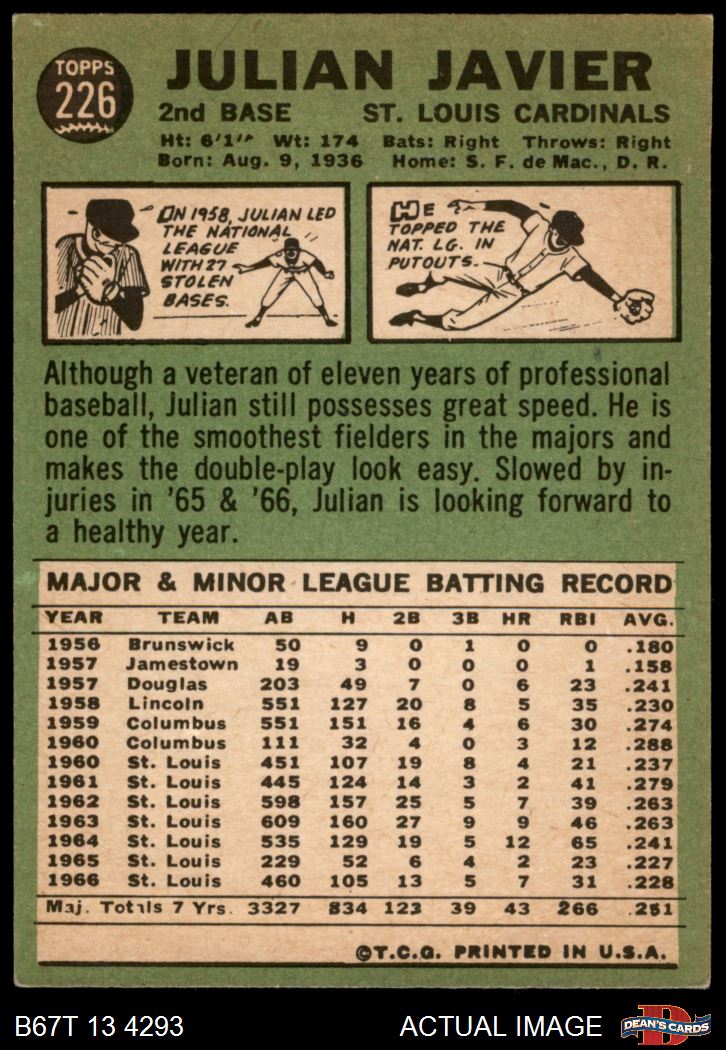 TOPPS
226
JULIAN JAVIER
2nd BASE ST. LOUIS CARDINALS
Ht: 6'1" Wt: 174 Bats: Right Throws: Right
Born: Aug. 9, 1936 Home: S. F. de Mac., D. R.
IN 1958, JULIAN LED
THE NATIONAL
LEAGUE
WITH 27
STOLEN
BASES.
HE
TOPPED THE
NAT. LG. IN
PUTOUTS.
Although a veteran of eleven years of professional
baseball, Julian still possesses great speed. He is
one of the smoothest fielders in the majors and
makes the double-play look easy. Slowed by in-
juries in '65 & '66, Julian is looking forward to
a healthy year.
MAJOR & MINOR LEAGUE BATTING RECORD
YEAR TEAM AB H 2B 3B HR RBI AVG.
1956 Brunswick 50 9 0 1 0 0 .180
1957 Jamestown 19 3 0 0 0 1 .158
1957 Douglas 203 49 7 0 6 23 .241
1958 Lincoln 551 127 20 8 5 35 .230
1959 Columbus 551 151 16 4 6 30 .274
1960 Columbus 111 32 4 0 3 12 .288
1960 St. Louis 451 107 19 8 4 21 .237
1961 St. Louis 445 124 14 3 2 41 .279
1962 St. Louis 598 157 25 5 7 39 .263
1963 St. Louis 609 160 27 9 9 46 .263
1964 St. Louis 535 129 19 5 12 65 .241
1965 St. Louis 229 52 6 4 2 23 .227
1966 St. Louis 460 105 13 5 7 31 .228
Maj. Totals 7 Yrs. 3327 834 123 39 43 266 .251
©T.C.G. PRINTED IN U.S.A.
B67T 13 4293 ACTUAL IMAGE
DEAN'S CARDS